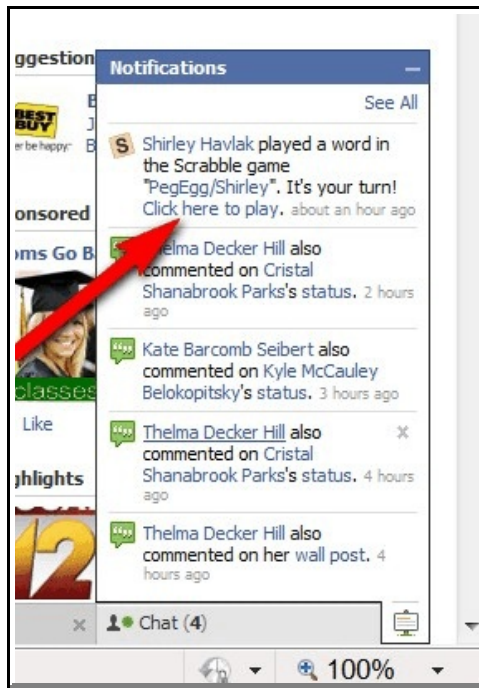 ggestion
Notifications
See All
BEST
BUY
er be happy.
B
J
B
S
Shirley Havlak played a word in
the Scrabble game
"PegEgg/Shirley". It's your turn!
Click here to play. about an hour ago
onsored
oms Go B
Thelma Decker Hill also
commented on Cristal
Shanabrook Parks's status. 2 hours
ago
classes
Like
Kate Barcomb Seibert also
commented on Kyle McCauley
Belokopitsky's status. 3 hours ago
Thelma Decker Hill also
commented on Cristal
Shanabrook Parks's status. 4 hours
ago
ghlights
12
Thelma Decker Hill also
commented on her wall post. 4
hours ago
Chat (4)
100%